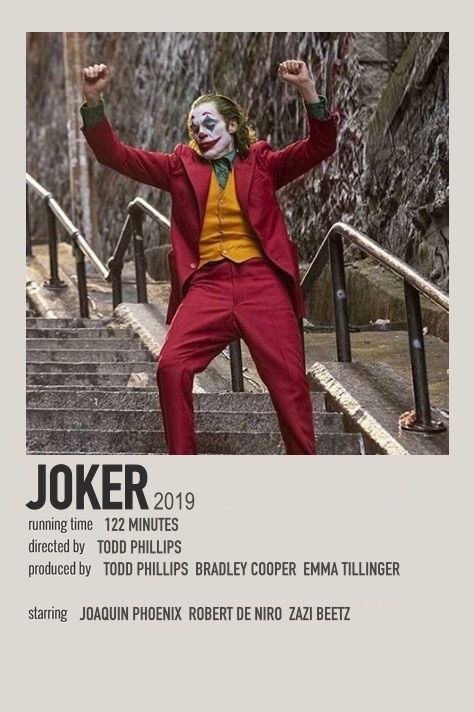 JOKER 2019
running time 122 MINUTES
directed by TODD PHILLIPS
produced by TODD PHILLIPS BRADLEY COOPER EMMA TILLINGER
starring JOAQUIN PHOENIX ROBERT DE NIRO ZAZI BEETZ